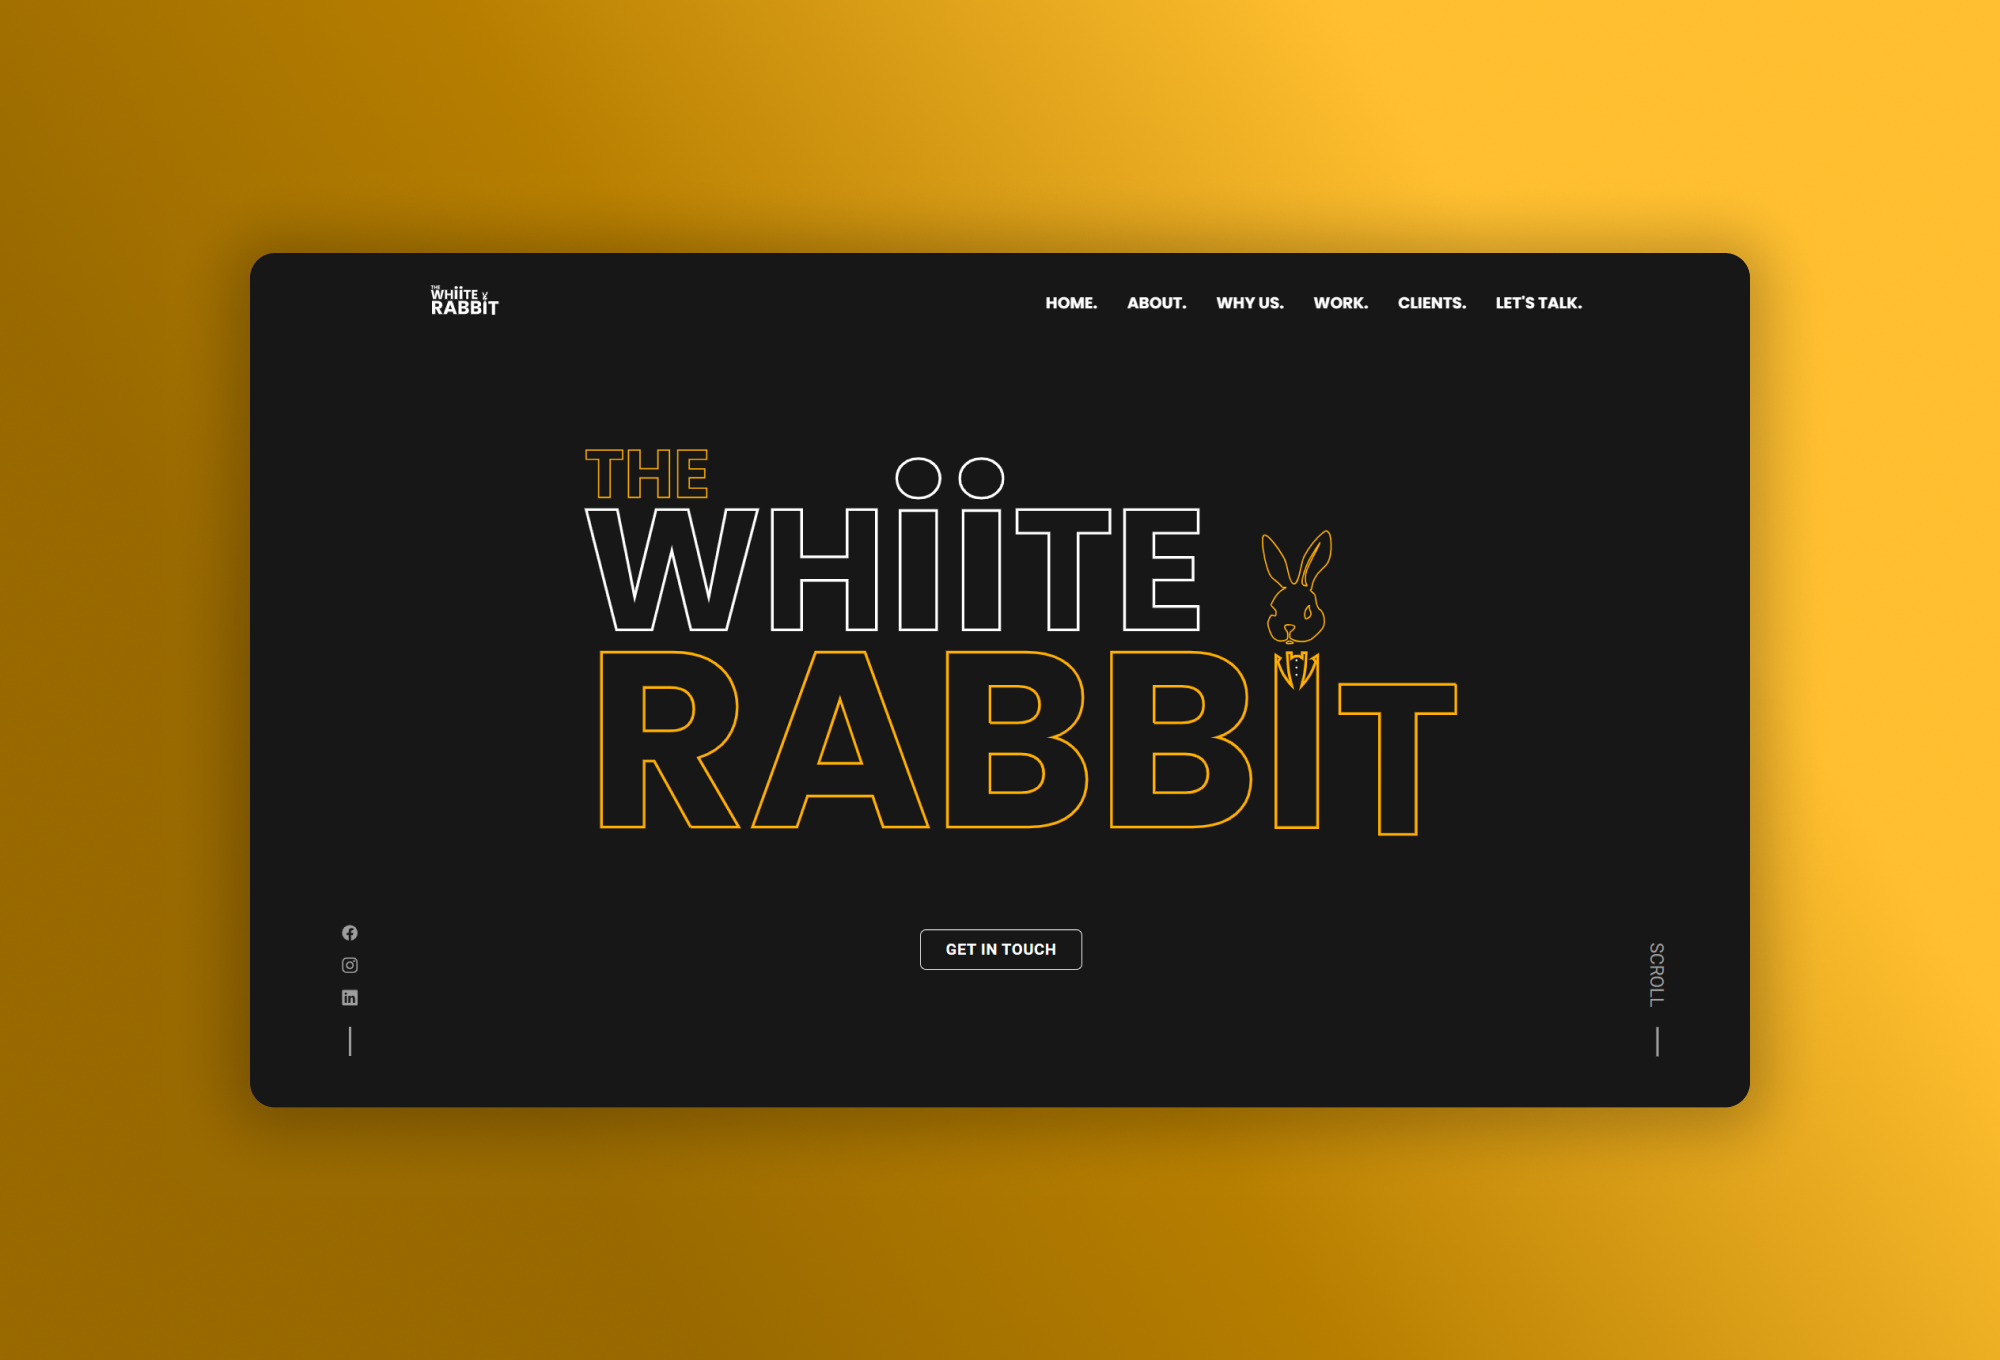 THE
WHiiTE
RABBIT
HOME. ABOUT. WHY US. WORK. CLIENTS. LET'S TALK.
THE
WHiiTE
RABBIT
GET IN TOUCH
SCROLL